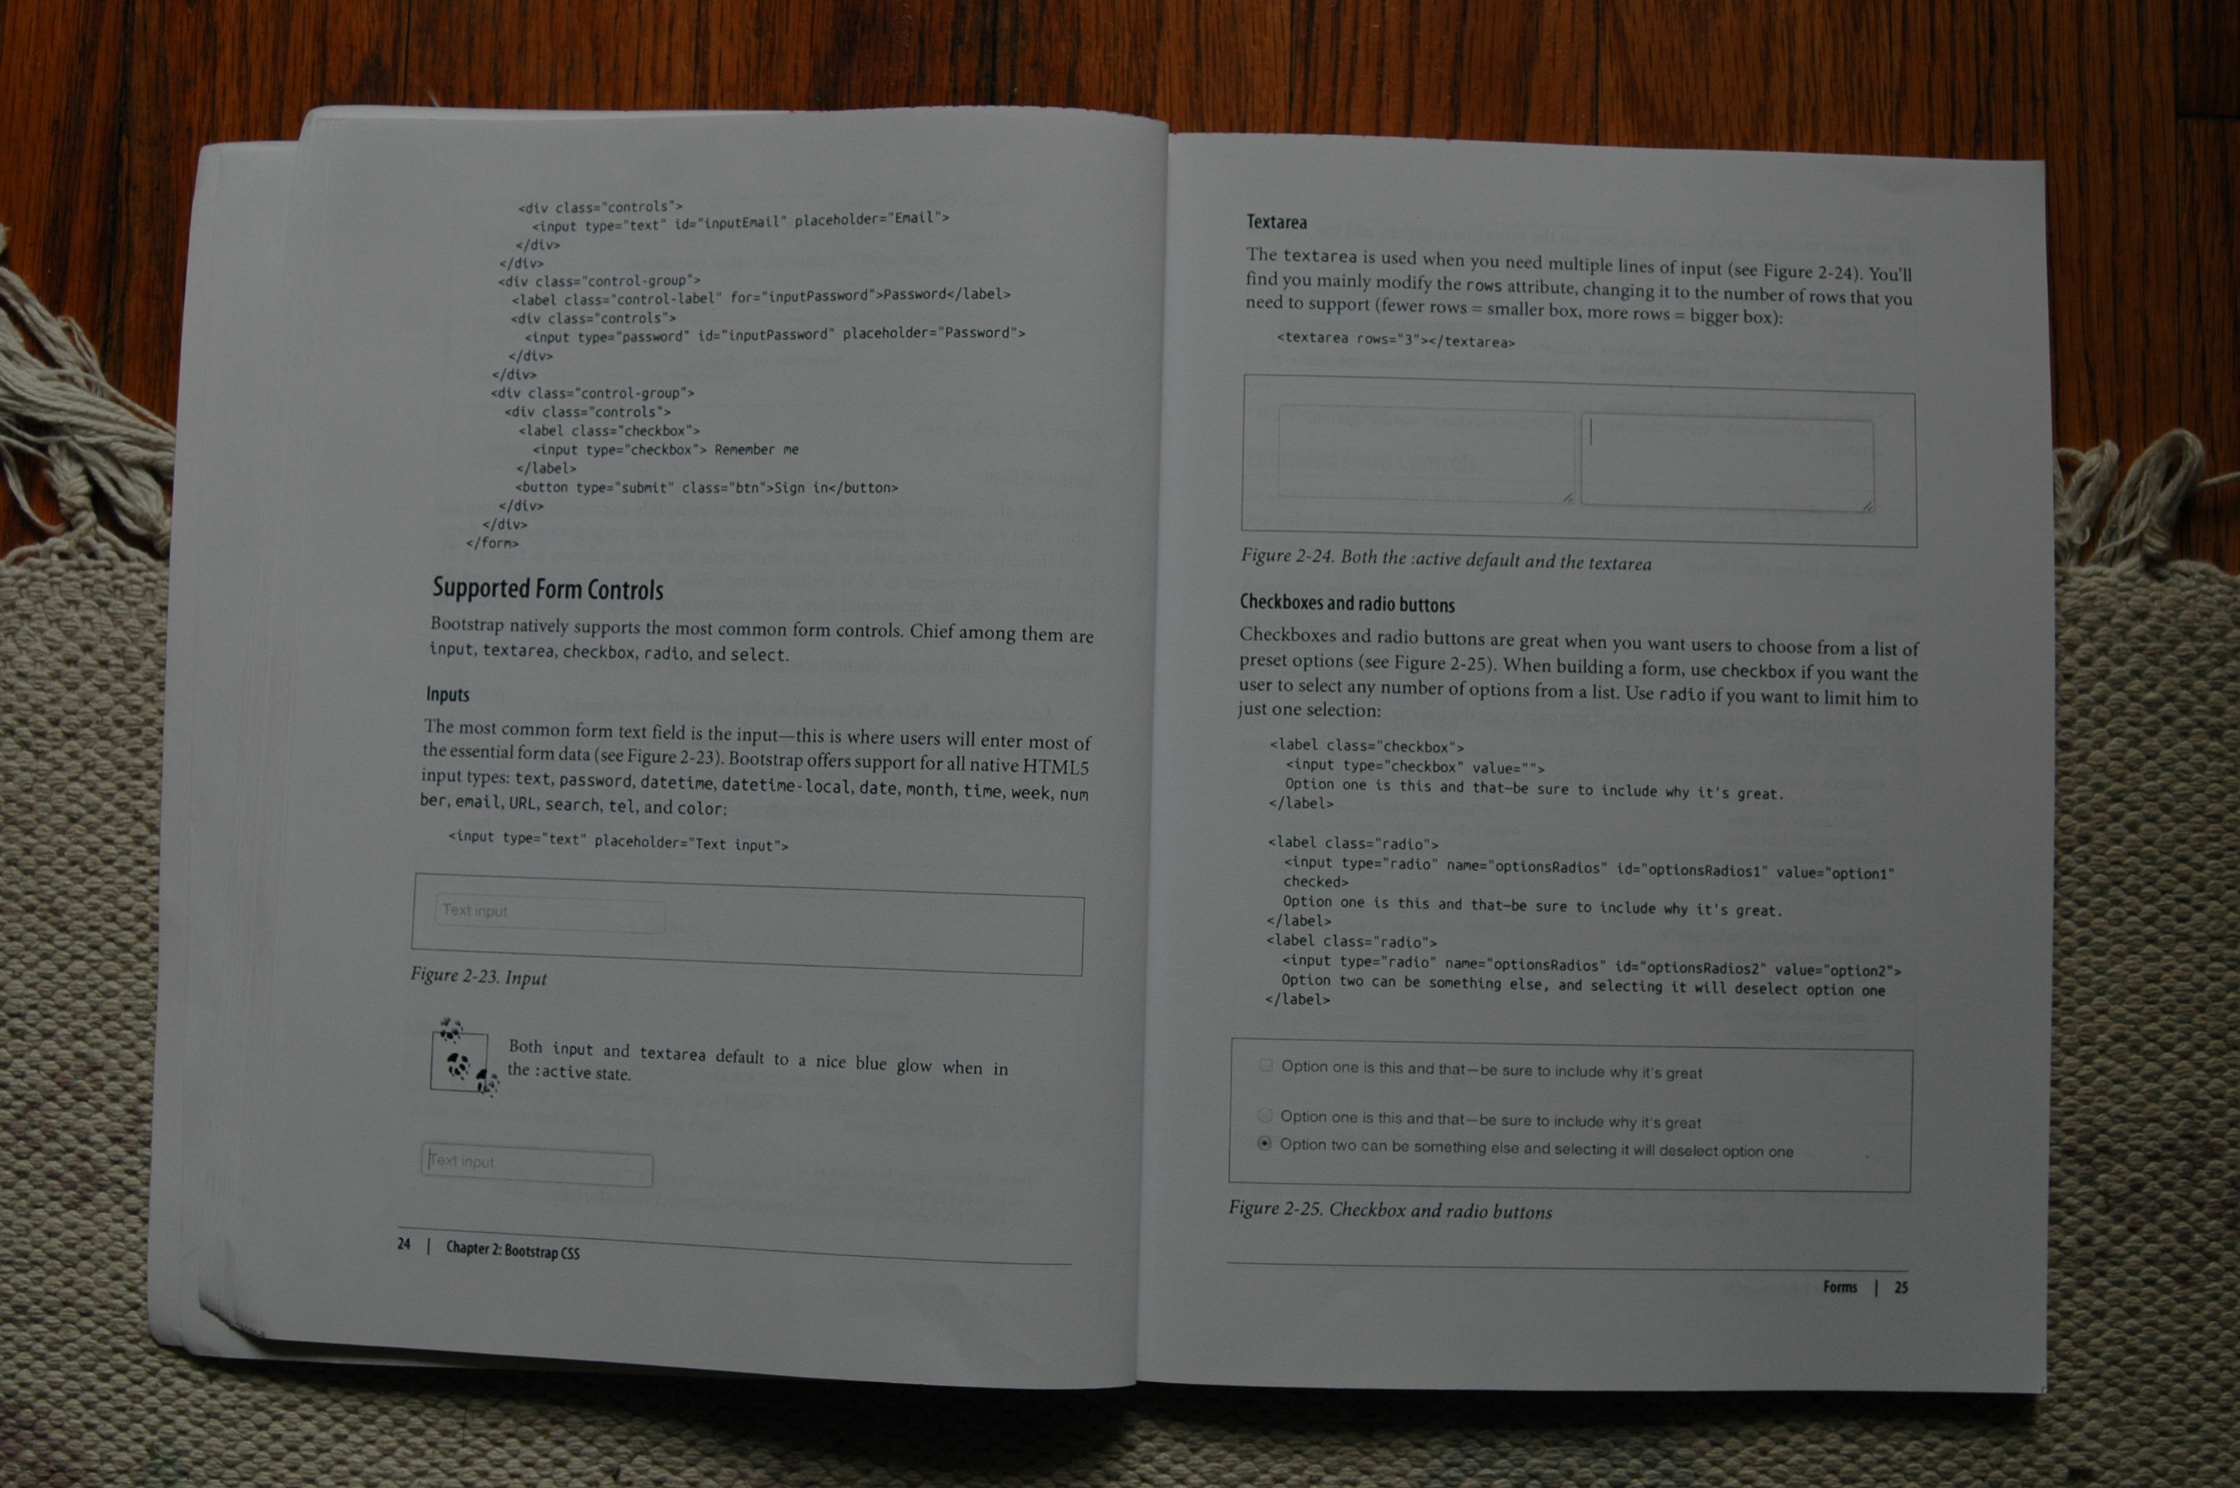 <div class="controls">
<input type="text" id="inputEmail" placeholder="Email">
</div>
</div>
<div class="control-group">
<label class="control-label" for="inputPassword">Password</label>
<div class="controls">
<input type="password" id="inputPassword" placeholder="Password">
</div>
</div>
<div class="control-group">
<div class="controls">
<label class="checkbox">
<input type="checkbox"> Remember me
</label>
<button type="submit" class="btn">Sign in</button>
</div>
</div>
</form>
Supported Form Controls
Bootstrap natively supports the most common form controls. Chief among them are
input, textarea, checkbox, radio, and select.
Inputs
The most common form text field is the input—this is where users will enter most of
the essential form data (see Figure 2-23). Bootstrap offers support for all native HTML5
input types: text, password, datetime, datetime-local, date, month, time, week, num
ber, email, URL, search, tel, and color:
<input type="text" placeholder="Text input">
Text input
Figure 2-23. Input
Both input and textarea default to a nice blue glow when in
the :active state.
Text input
24 | Chapter 2: Bootstrap CSS
Textarea
The textarea is used when you need multiple lines of input (see Figure 2-24). You'll
find you mainly modify the rows attribute, changing it to the number of rows that you
need to support (fewer rows = smaller box, more rows = bigger box):
<textarea rows="3"></textarea>
Figure 2-24. Both the :active default and the textarea
Checkboxes and radio buttons
Checkboxes and radio buttons are great when you want users to choose from a list of
preset options (see Figure 2-25). When building a form, use checkbox if you want the
user to select any number of options from a list. Use radio if you want to limit him to
just one selection:
<label class="checkbox">
<input type="checkbox" value="">
Option one is this and that—be sure to include why it's great.
</label>
<label class="radio">
<input type="radio" name="optionsRadios" id="optionsRadios1" value="option1"
checked>
Option one is this and that—be sure to include why it's great.
</label>
<label class="radio">
<input type="radio" name="optionsRadios" id="optionsRadios2" value="option2">
Option two can be something else, and selecting it will deselect option one
</label>
Option one is this and that—be sure to include why it's great
Option one is this and that—be sure to include why it's great
Option two can be something else and selecting it will deselect option one
Figure 2-25. Checkbox and radio buttons
Forms | 25